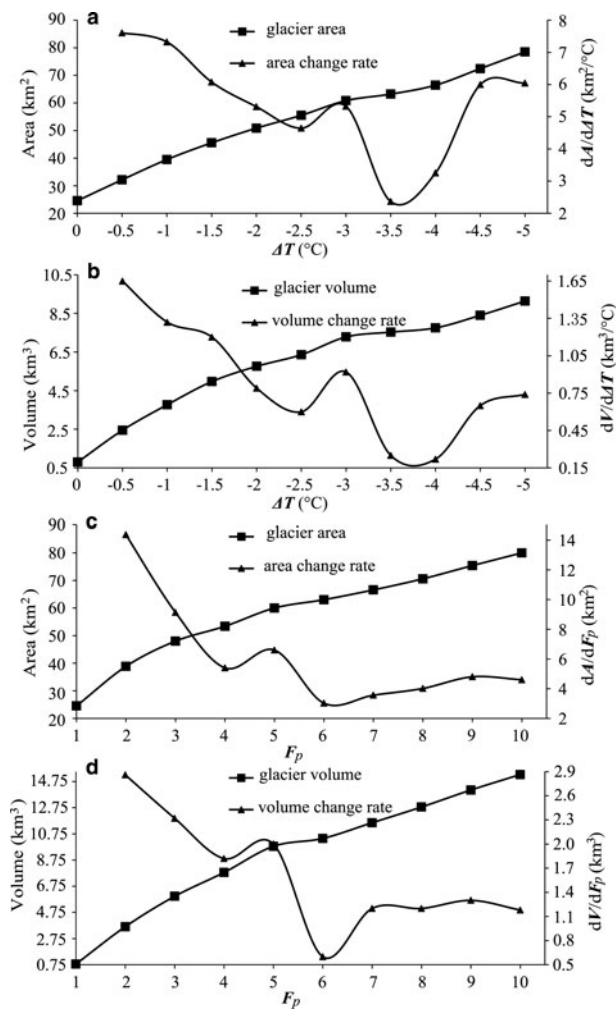 a
glacier area
area change rate
Area (km²)
90
80
70
60
50
40
30
20
8
7
6
5
4
3
2
dA/dΔT (km²/°C)
0 -0.5 -1 -1.5 -2 -2.5 -3 -3.5 -4 -4.5 -5
ΔT (°C)
b
glacier volume
volume change rate
Volume (km³)
10.5
8.5
6.5
4.5
2.5
0.5
1.65
1.35
1.05
0.75
0.45
0.15
dV/dΔT (km³/°C)
0 -0.5 -1 -1.5 -2 -2.5 -3 -3.5 -4 -4.5 -5
ΔT (°C)
c
glacier area
area change rate
Area (km²)
90
80
70
60
50
40
30
20
14
12
10
8
6
4
2
dA/dFp (km²)
1 2 3 4 5 6 7 8 9 10
Fp
d
glacier volume
volume change rate
Volume (km³)
14.75
12.75
10.75
8.75
6.75
4.75
2.75
0.75
2.9
2.6
2.3
2.0
1.7
1.4
1.1
0.8
0.5
dV/dFp (km³)
1 2 3 4 5 6 7 8 9 10
Fp